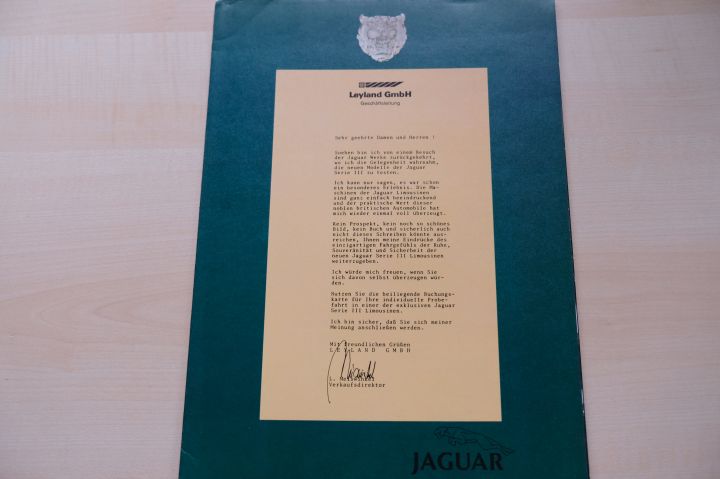 Leyland GmbH
Geschäftsleitung
Sehr geehrte Damen und Herren !
Soeben bin ich von einem Besuch
der Jaguar Werke zurückgekehrt,
wo ich die Gelegenheit wahrnahm,
die neuen Modelle der Jaguar
Serie III zu testen.
Ich kann nur sagen, es war schon
ein besonderes Erlebnis. Die Ma-
schinen der Jaguar Limousinen
sind ganz einfach beeindruckend
und der praktische Wert dieser
noblen britischen Automobile hat
mich wieder einmal voll überzeugt.
Kein Prospekt, kein noch so schönes
Bild, kein Buch und sicherlich auch
nicht dieses Schreiben könnte aus-
reichen, Ihnen meine Eindrücke des
einzigartigen Fahrgefühls der Ruhe,
Souveränität und Sicherheit der
neuen Jaguar Serie III Limousinen
weiterzugeben.
Ich würde mich freuen, wenn Sie
sich davon selbst überzeugen wür-
den.
Nutzen Sie die beiliegende Buchungs-
karte für Ihre individuelle Probe-
fahrt in einer der exklusiven Jaguar
Serie III Limousinen.
Ich bin sicher, daß Sie sich meiner
Meinung anschließen werden.
Mit freundlichen Grüßen
LEYLAND GMBH
Verkaufsdirektor
JAGUAR